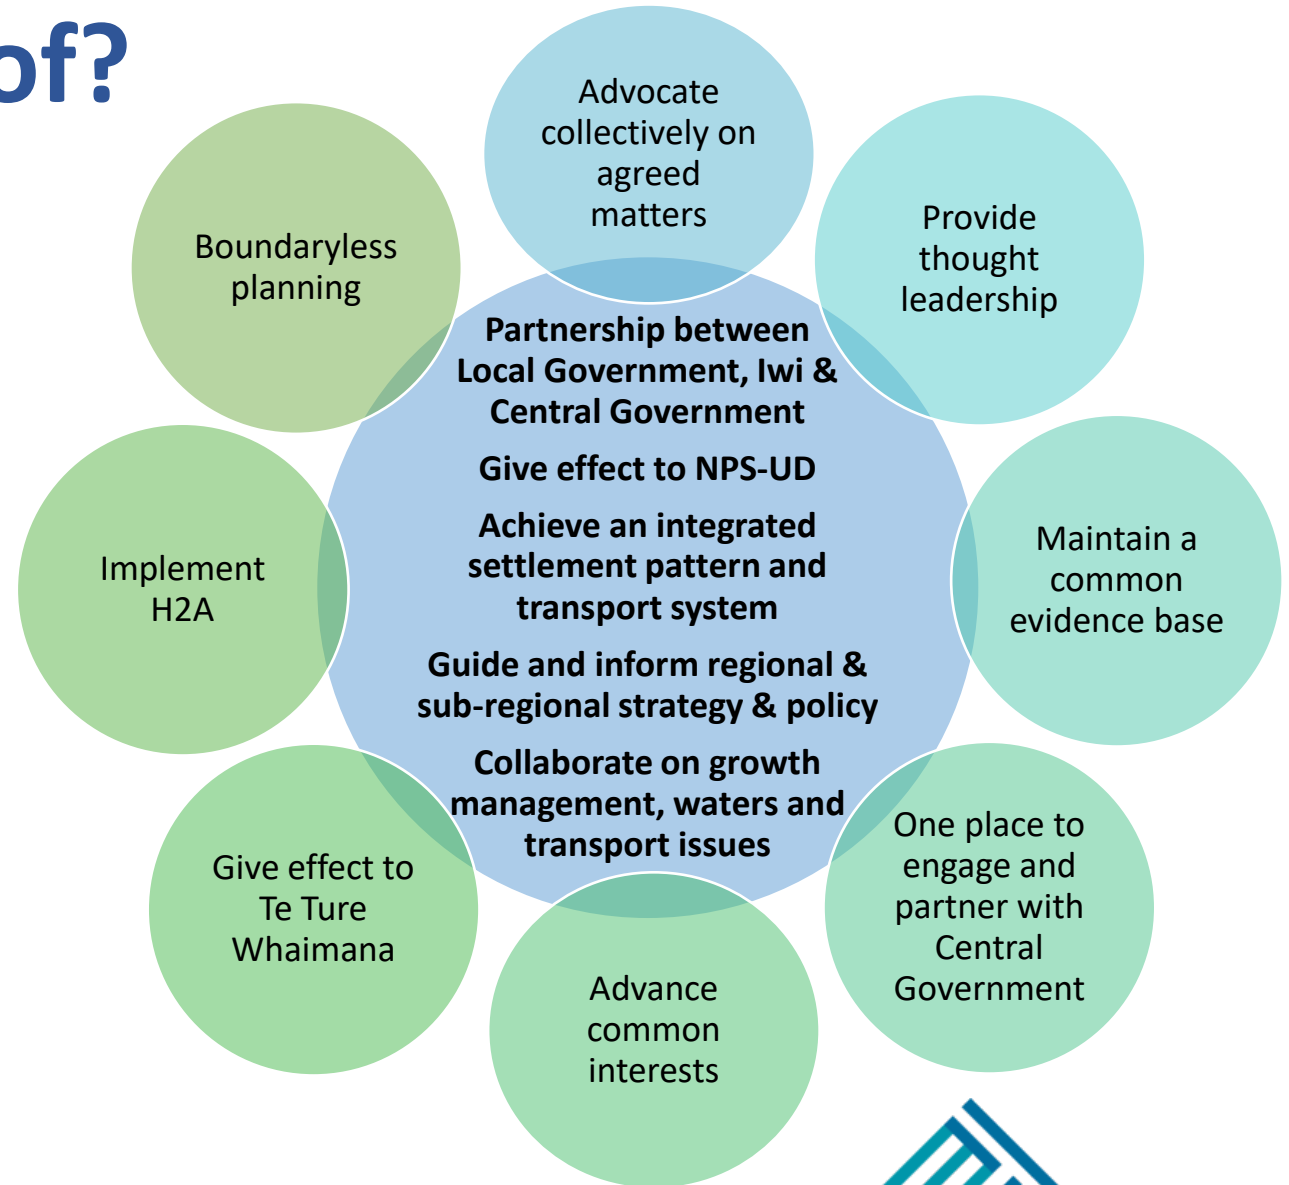 of?
Advocate
collectively on
agreed
matters
Provide
thought
leadership
Boundaryless
planning
Partnership between
Local Government, Iwi &
Central Government
Give effect to NPS-UD
Achieve an integrated
settlement pattern and
transport system
Guide and inform regional &
sub-regional strategy & policy
Collaborate on growth
management, waters and
transport issues
Maintain a
common
evidence base
One place to
engage and
partner with
Central
Government
Advance
common
interests
Give effect to
Te Ture
Whaimana
Implement
H2A